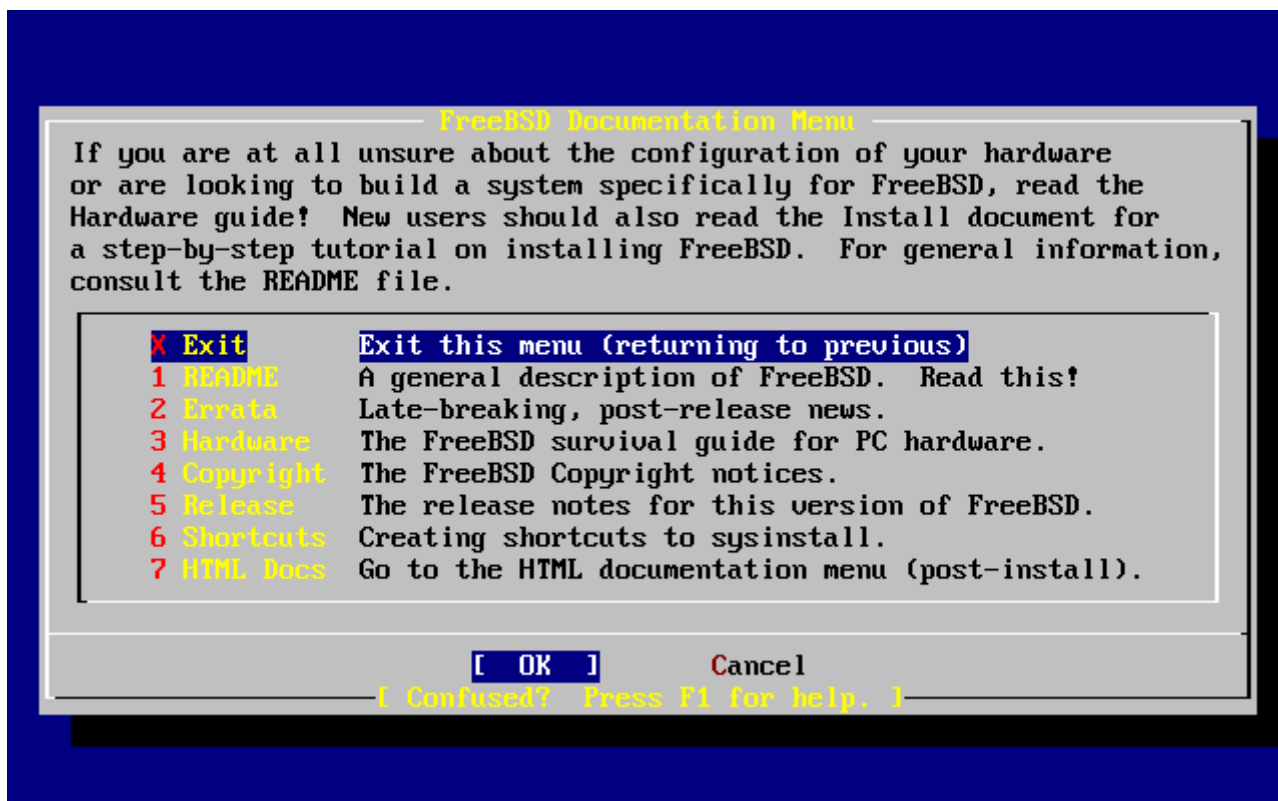 FreeBSD Documentation Menu
If you are at all unsure about the configuration of your hardware
or are looking to build a system specifically for FreeBSD, read the
Hardware guide!  New users should also read the Install document for
a step-by-step tutorial on installing FreeBSD.  For general information,
consult the README file.
X Exit Exit this menu (returning to previous)
1 README A general description of FreeBSD.  Read this!
2 Errata Late-breaking, post-release news.
3 Hardware The FreeBSD survival guide for PC hardware.
4 Copyright The FreeBSD Copyright notices.
5 Release The release notes for this version of FreeBSD.
6 Shortcuts Creating shortcuts to sysinstall.
7 HTML Docs Go to the HTML documentation menu (post-install).
[ OK ] Cancel
[ Confused?  Press F1 for help. ]